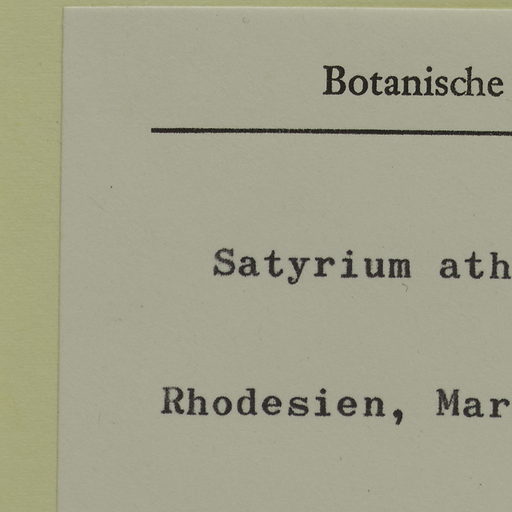 Botanische
Satyrium ath
Rhodesien, Mar